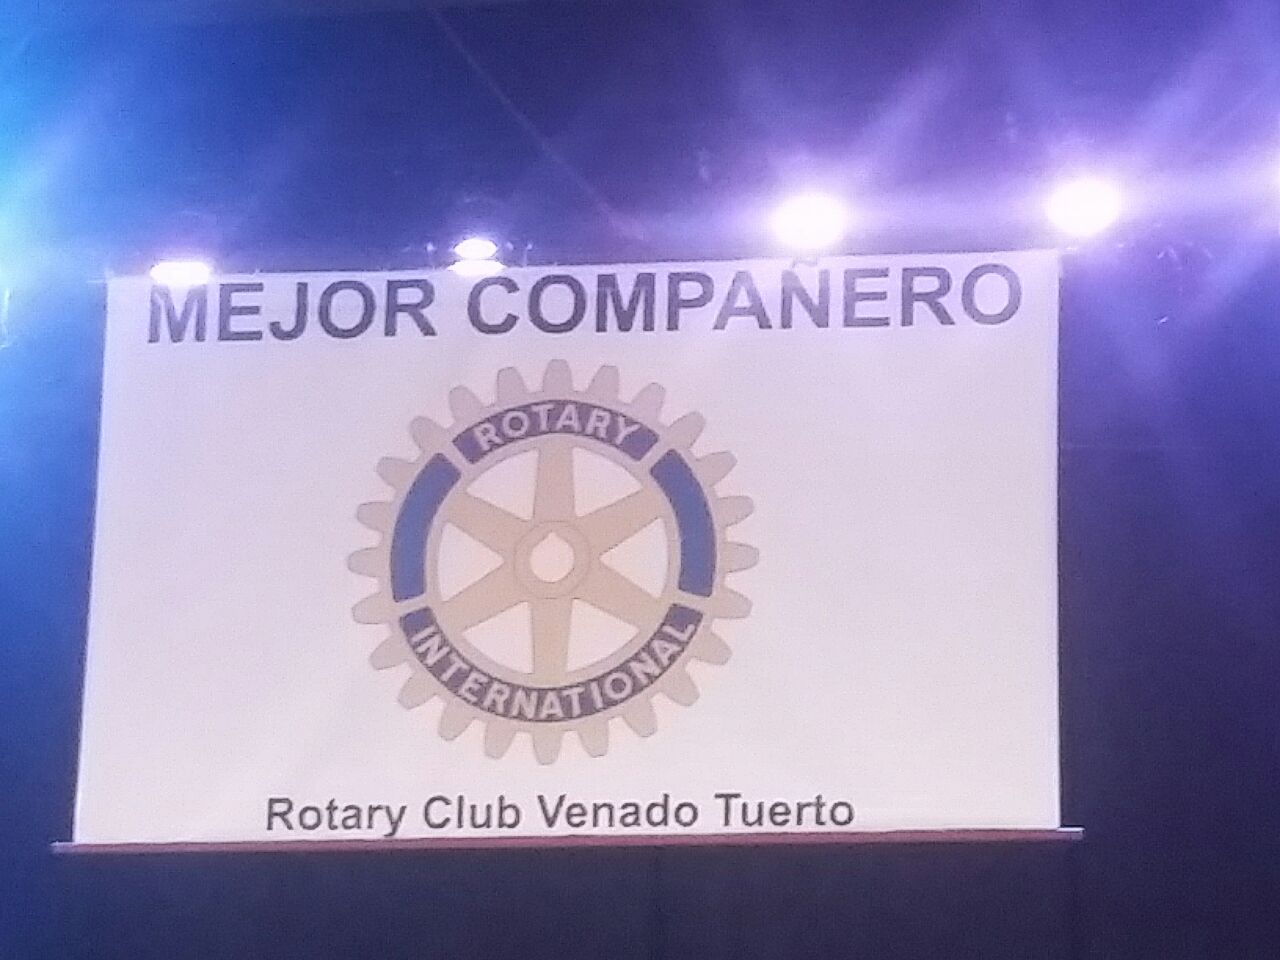 MEJOR COMPAÑERO
ROTARY
INTERNATIONAL
Rotary Club Venado Tuerto